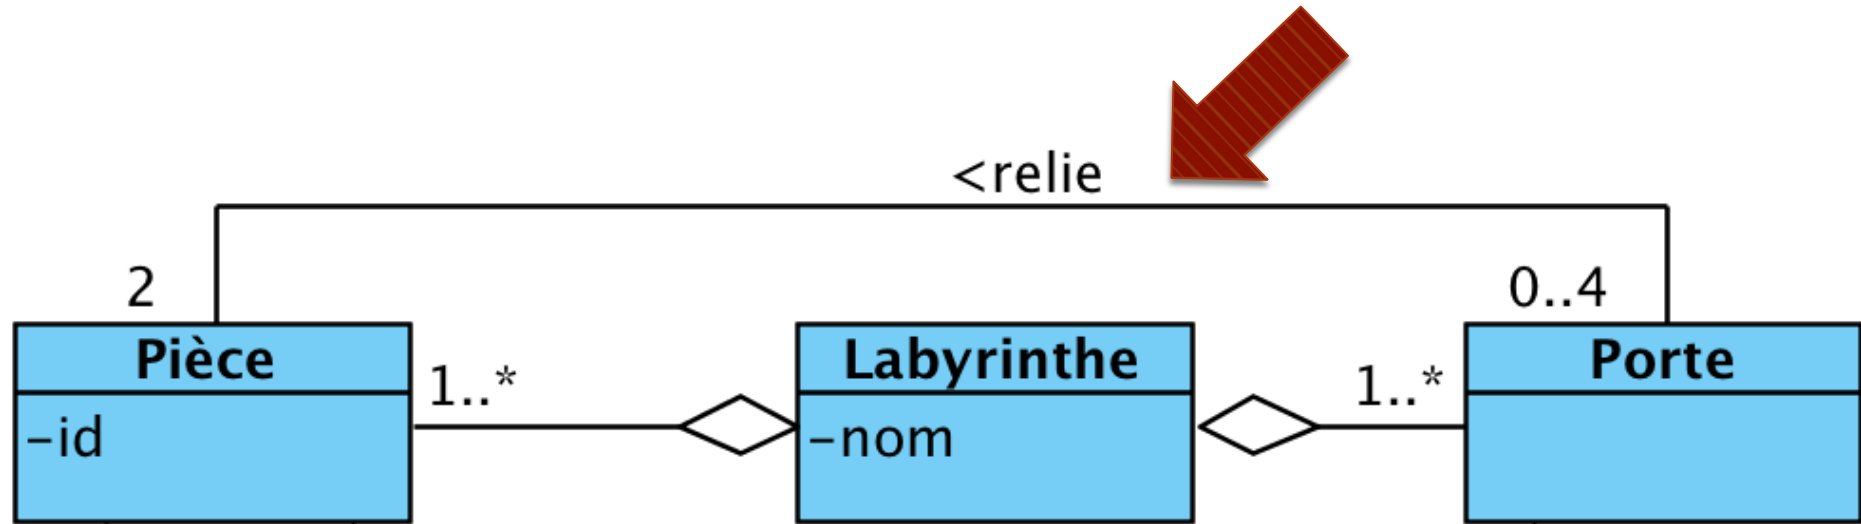 <relie
2
0..4
Pièce
1..*
Labyrinthe
1..*
Porte
-id
-nom